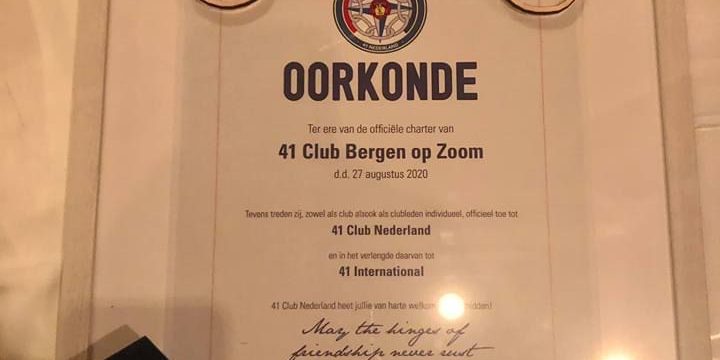 41 NEDERLAND
OORKONDE
Ter ere van de officiële charter van
41 Club Bergen op Zoom
d.d. 27 augustus 2020
Tevens treden zij, zowel als club alsook als clubleden individueel, officieel toe tot
41 Club Nederland
en in het verlengde daarvan tot
41 International
41 Club Nederland heet jullie van harte welkom
May the hinges of
friendship never rust